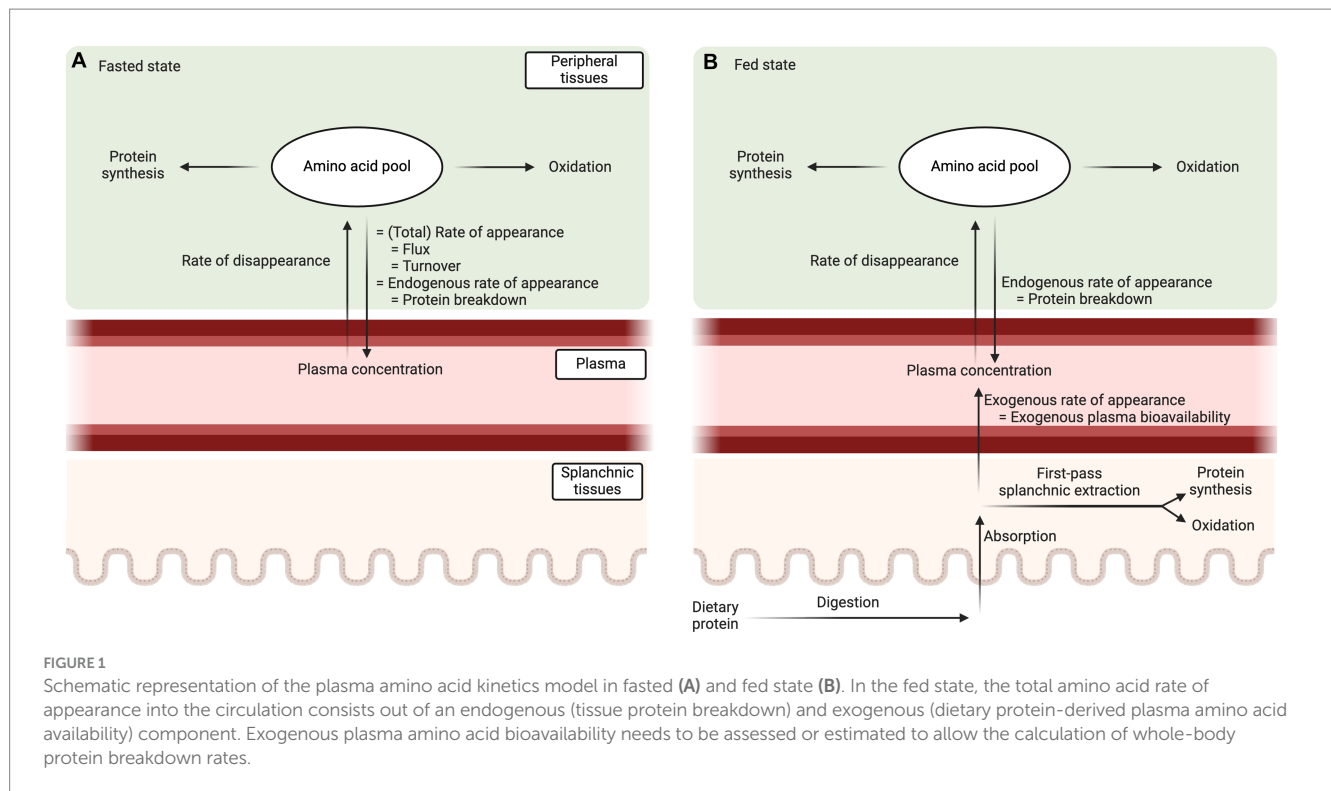 A Fasted state
Peripheral
tissues
Protein
synthesis
Amino acid pool
Oxidation
Rate of disappearance
= (Total) Rate of appearance
= Flux
= Turnover
= Endogenous rate of appearance
= Protein breakdown
Plasma
Plasma concentration
Splanchnic
tissues
B Fed state
Protein
synthesis
Amino acid pool
Oxidation
Rate of disappearance
Endogenous rate of appearance
= Protein breakdown
Plasma concentration
Exogenous rate of appearance
= Exogenous plasma bioavailability
First-pass
splanchnic extraction
Protein
synthesis
Oxidation
Absorption
Digestion
Dietary
protein
FIGURE 1
Schematic representation of the plasma amino acid kinetics model in fasted (A) and fed state (B). In the fed state, the total amino acid rate of
appearance into the circulation consists out of an endogenous (tissue protein breakdown) and exogenous (dietary protein-derived plasma amino acid
availability) component. Exogenous plasma amino acid bioavailability needs to be assessed or estimated to allow the calculation of whole-body
protein breakdown rates.